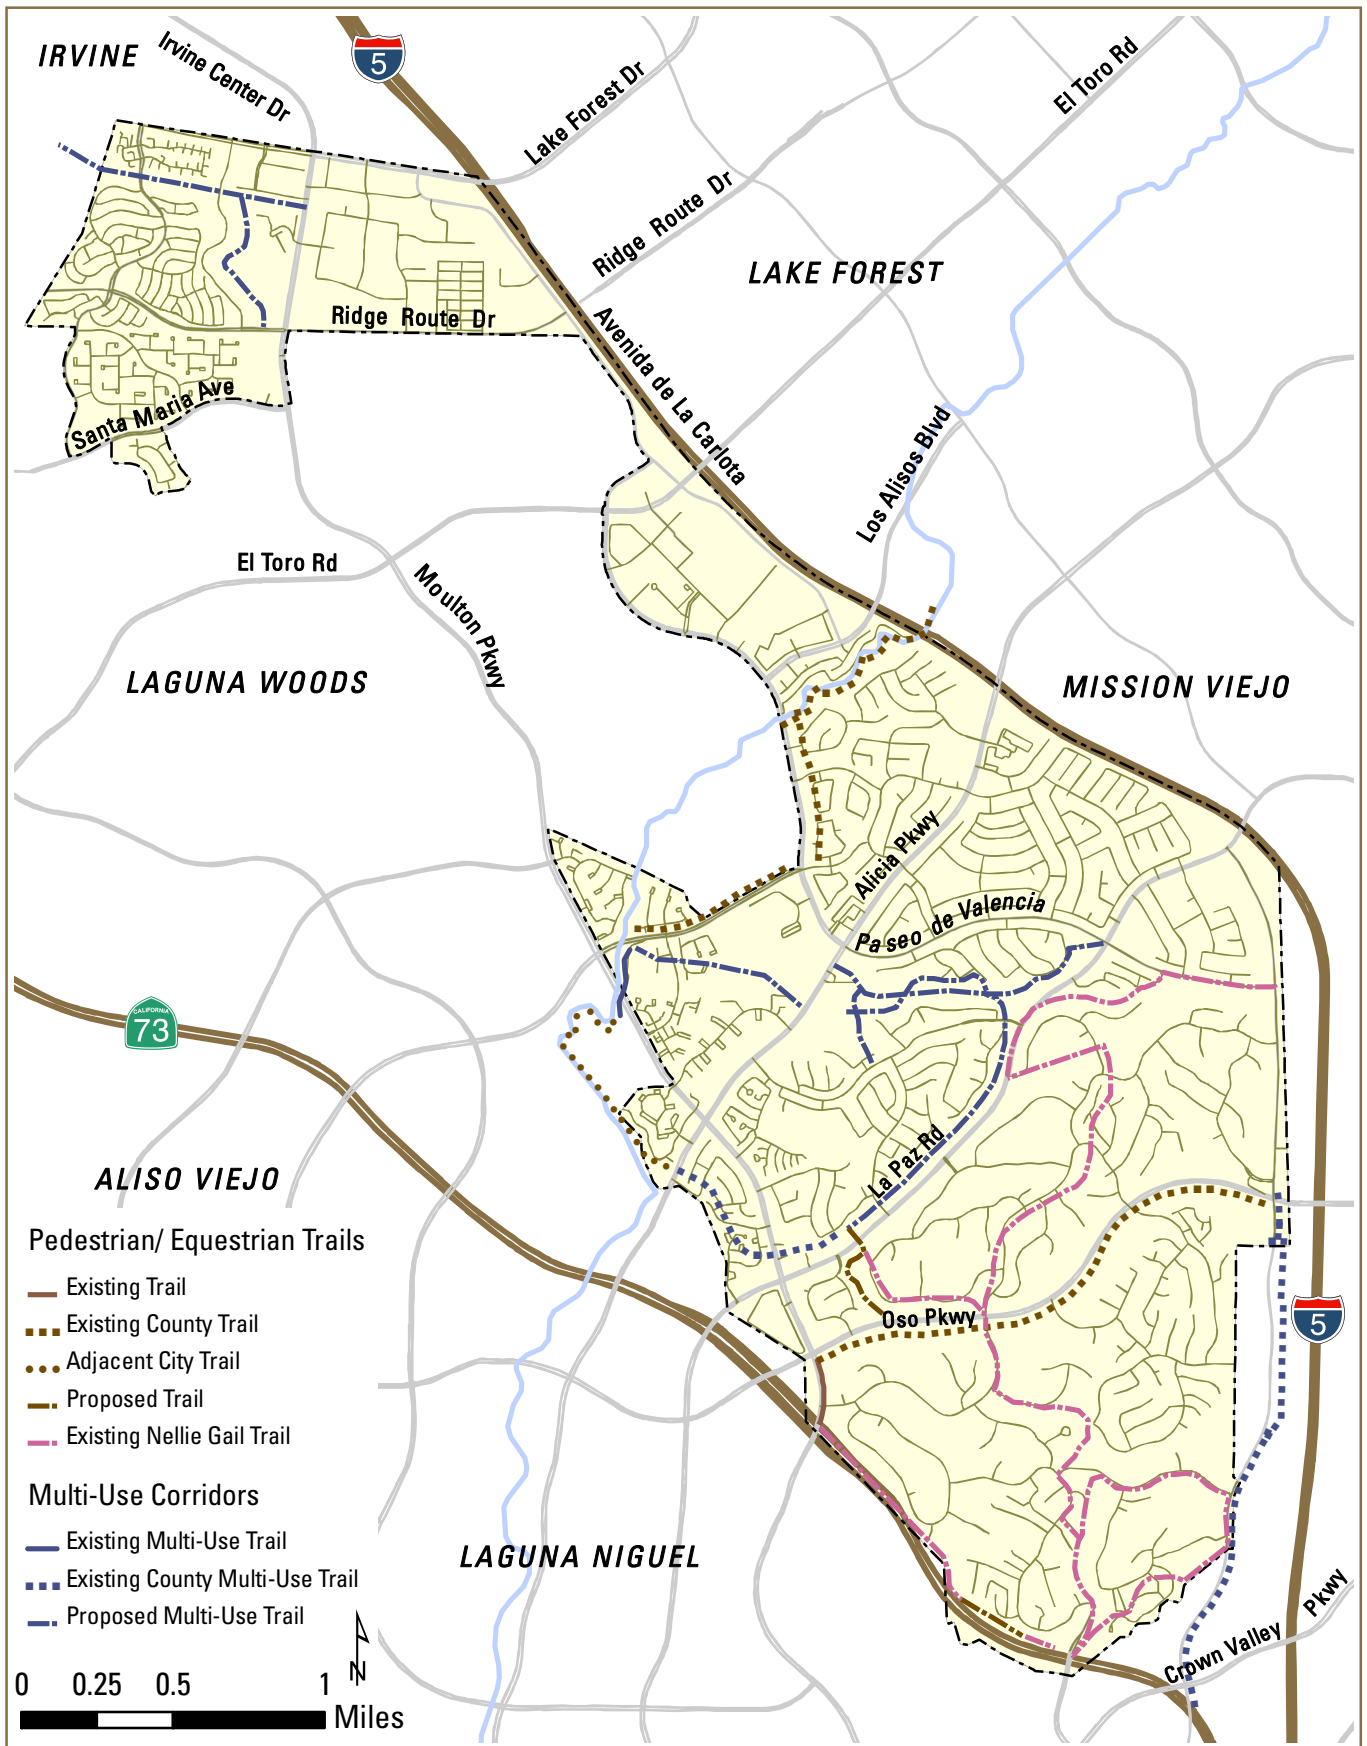 IRVINE
Irvine Center Dr
5
Lake Forest Dr
El Toro Rd
Ridge Route Dr
LAKE FOREST
Ridge Route Dr
Avenida de La Carlota
Santa Maria Ave
Los Alisos Blvd
El Toro Rd
Moulton Pkwy
LAGUNA WOODS
MISSION VIEJO
Alicia Pkwy
Paseo de Valencia
CALIFORNIA
73
La Paz Rd
ALISO VIEJO
Oso Pkwy
5
Pedestrian/ Equestrian Trails
Existing Trail
Existing County Trail
Adjacent City Trail
Proposed Trail
Existing Nellie Gail Trail
Multi-Use Corridors
Existing Multi-Use Trail
Existing County Multi-Use Trail
Proposed Multi-Use Trail
LAGUNA NIGUEL
Crown Valley Pkwy
N
0 0.25 0.5 1
Miles